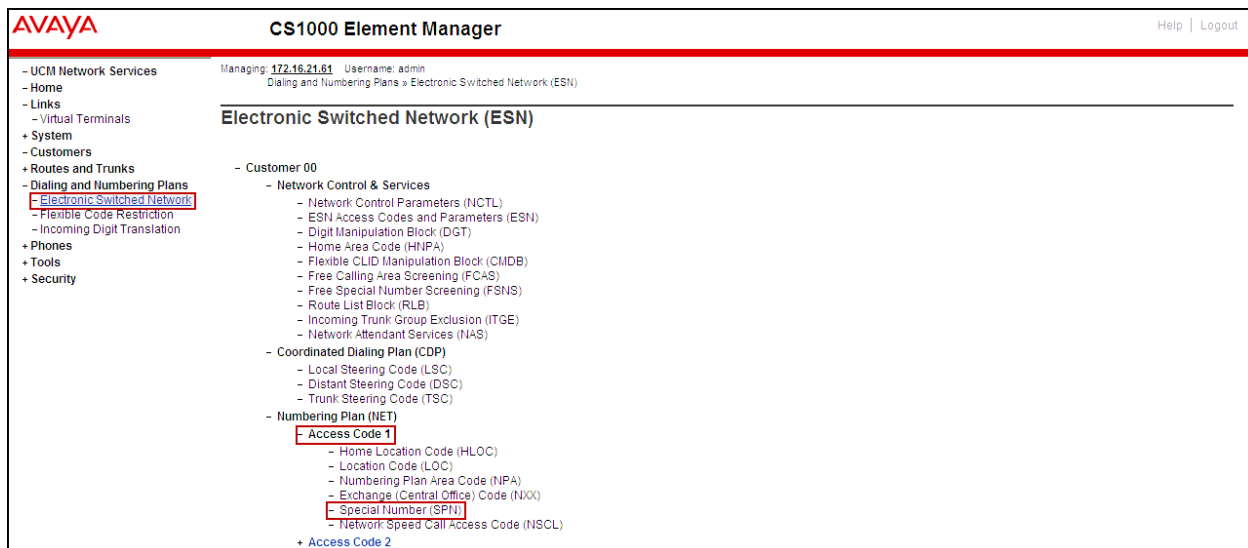 AVAYA
CS1000 Element Manager
Help | Logout
- UCM Network Services
- Home
- Links
- Virtual Terminals
+ System
- Customers
+ Routes and Trunks
- Dialing and Numbering Plans
- Electronic Switched Network
- Flexible Code Restriction
- Incoming Digit Translation
+ Phones
+ Tools
+ Security
Managing: 172.16.21.61 Username: admin
Dialing and Numbering Plans » Electronic Switched Network (ESN)
Electronic Switched Network (ESN)
- Customer 00
- Network Control & Services
- Network Control Parameters (NCTL)
- ESN Access Codes and Parameters (ESN)
- Digit Manipulation Block (DGT)
- Home Area Code (HNPA)
- Flexible CLID Manipulation Block (CMDB)
- Free Calling Area Screening (FCAS)
- Free Special Number Screening (FSNS)
- Route List Block (RLB)
- Incoming Trunk Group Exclusion (ITGE)
- Network Attendant Services (NAS)
- Coordinated Dialing Plan (CDP)
- Local Steering Code (LSC)
- Distant Steering Code (DSC)
- Trunk Steering Code (TSC)
- Numbering Plan (NET)
- Access Code 1
- Home Location Code (HLOC)
- Location Code (LOC)
- Numbering Plan Area Code (NPA)
- Exchange (Central Office) Code (NXX)
- Special Number (SPN)
- Network Speed Call Access Code (NSCL)
+ Access Code 2